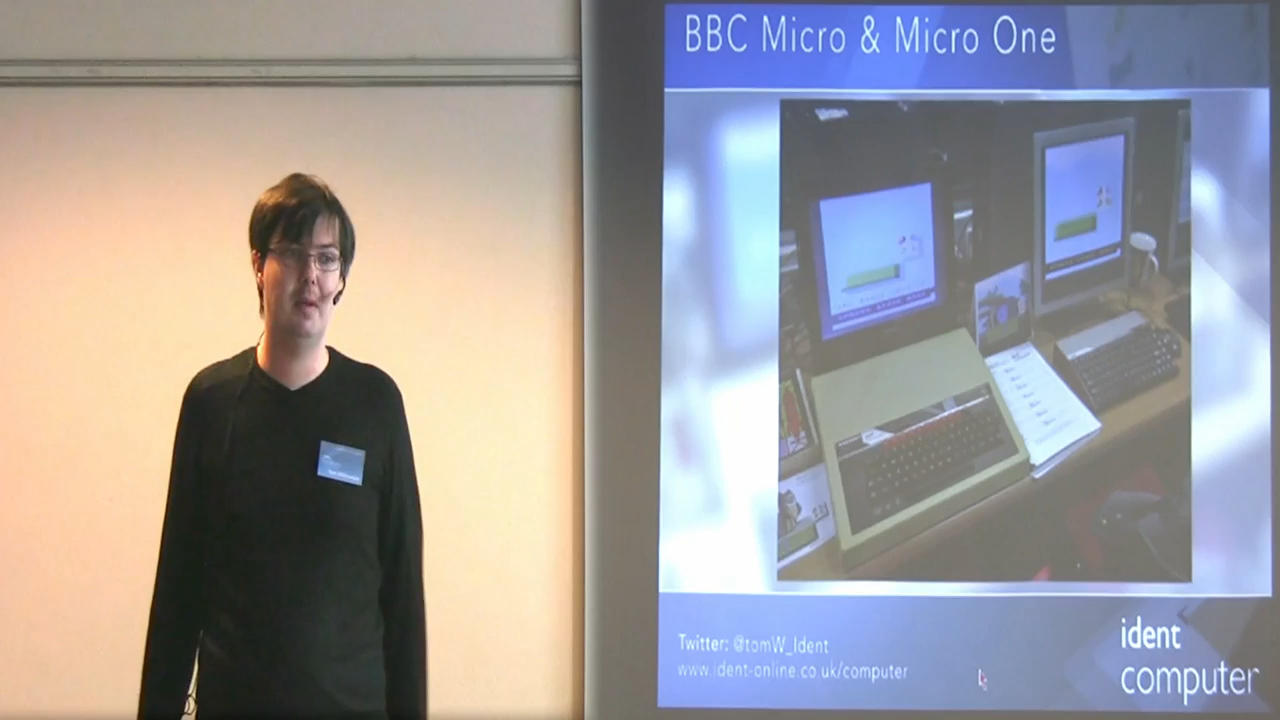 BBC Micro & Micro One
Twitter: @tomW_Ident
www.ident-online.co.uk/computer
ident
computer